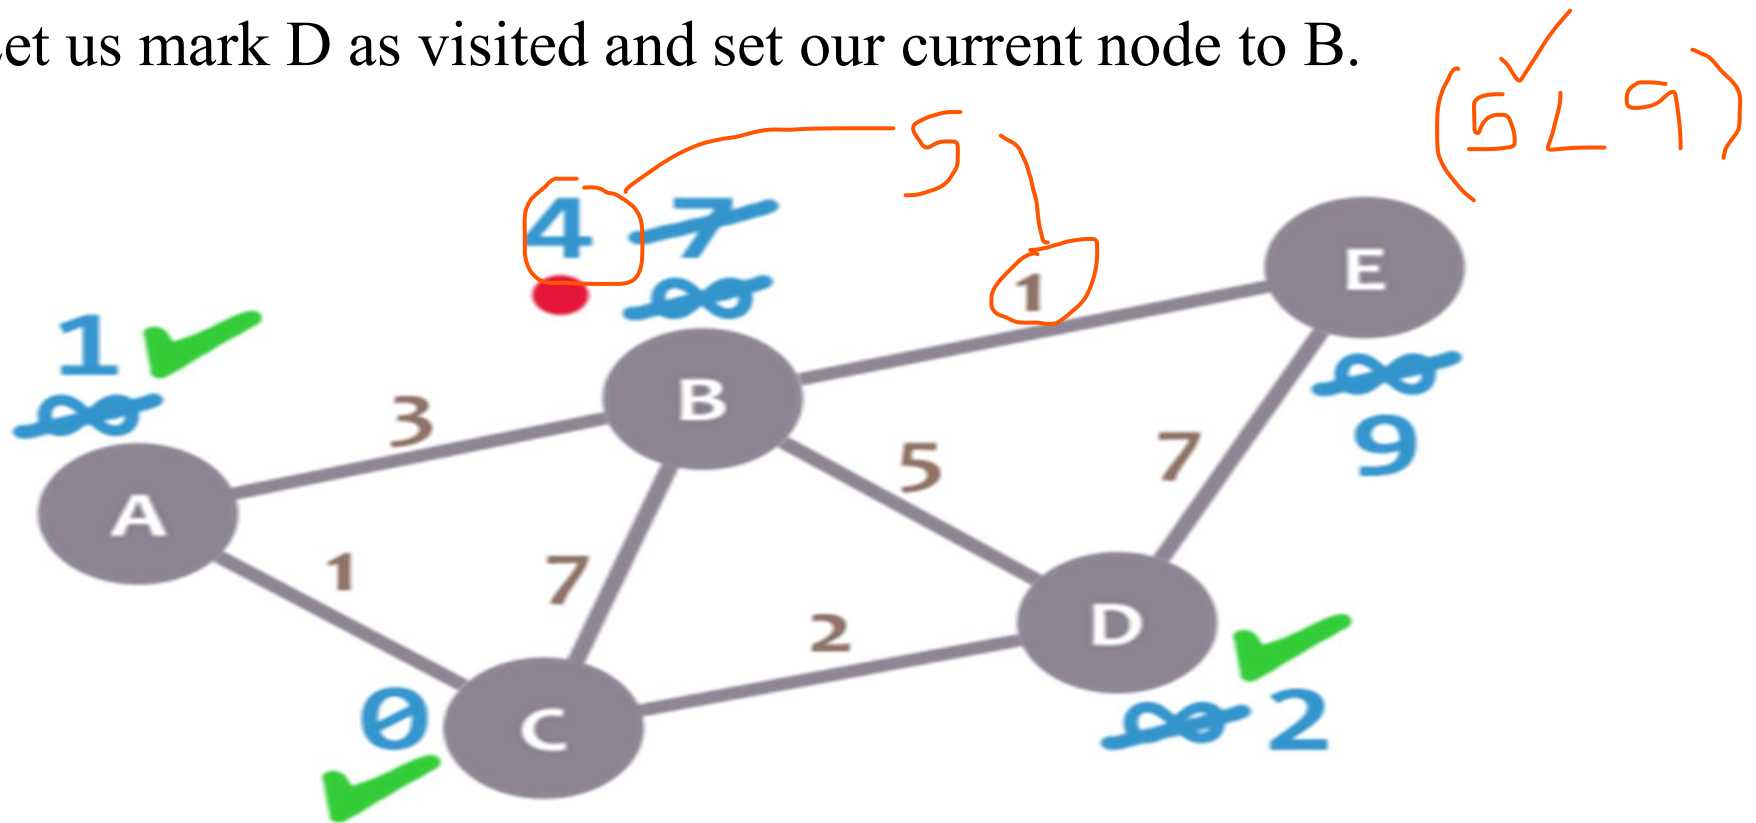 et us mark D as visited and set our current node to B.
(5 < 9) ✓
5
4 7
∞
1
E
1 ✓
∞
∞
3
B
9
5
7
A
1
7
2
D
✓
0
C
∞ 2
✓